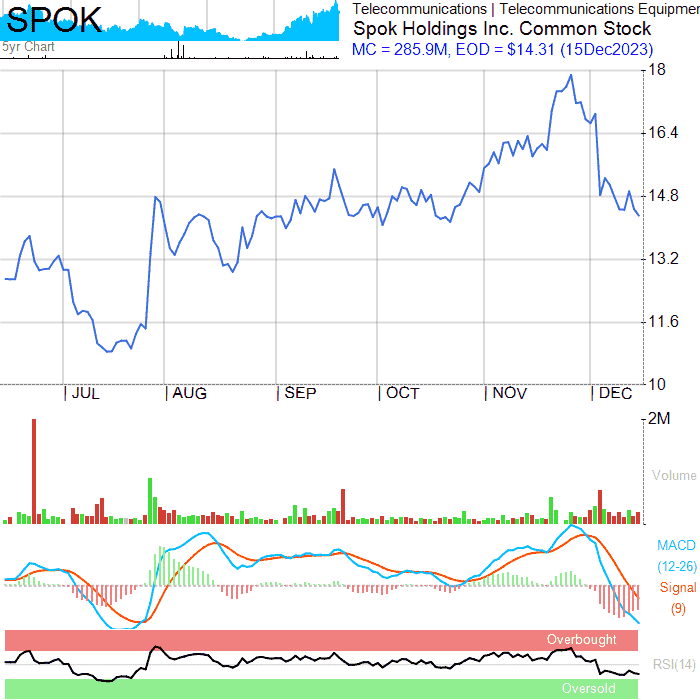 SPOK
5yr Chart
Telecommunications | Telecommunications Equipmen
Spok Holdings Inc. Common Stock
MC = 285.9M, EOD = $14.31 (15Dec2023)
18
16.4
14.8
13.2
11.6
10
JUL
AUG
SEP
OCT
NOV
DEC
2M
Volume
MACD
(12-26)
Signal
(9)
Overbought
RSI(14)
Oversold